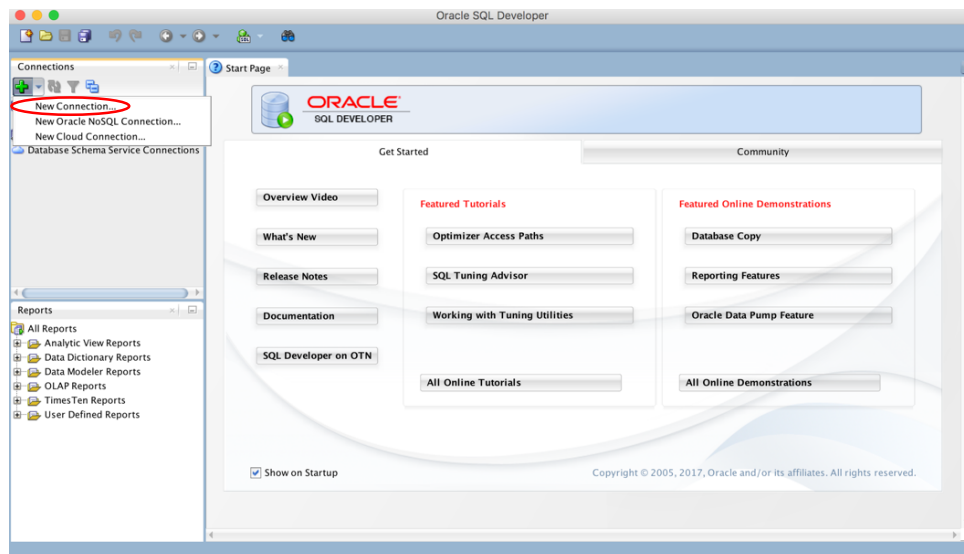 Oracle SQL Developer
SQL
Connections
Start Page
New Connection...
New Oracle NoSQL Connection...
New Cloud Connection...
Database Schema Service Connections
ORACLE
SQL DEVELOPER
Get Started
Community
Overview Video
What's New
Release Notes
Documentation
SQL Developer on OTN
Featured Tutorials
Optimizer Access Paths
SQL Tuning Advisor
Working with Tuning Utilities
All Online Tutorials
Featured Online Demonstrations
Database Copy
Reporting Features
Oracle Data Pump Feature
All Online Demonstrations
Show on Startup
Copyright © 2005, 2017, Oracle and/or its affiliates. All rights reserved.
Reports
All Reports
Analytic View Reports
Data Dictionary Reports
Data Modeler Reports
OLAP Reports
TimesTen Reports
User Defined Reports